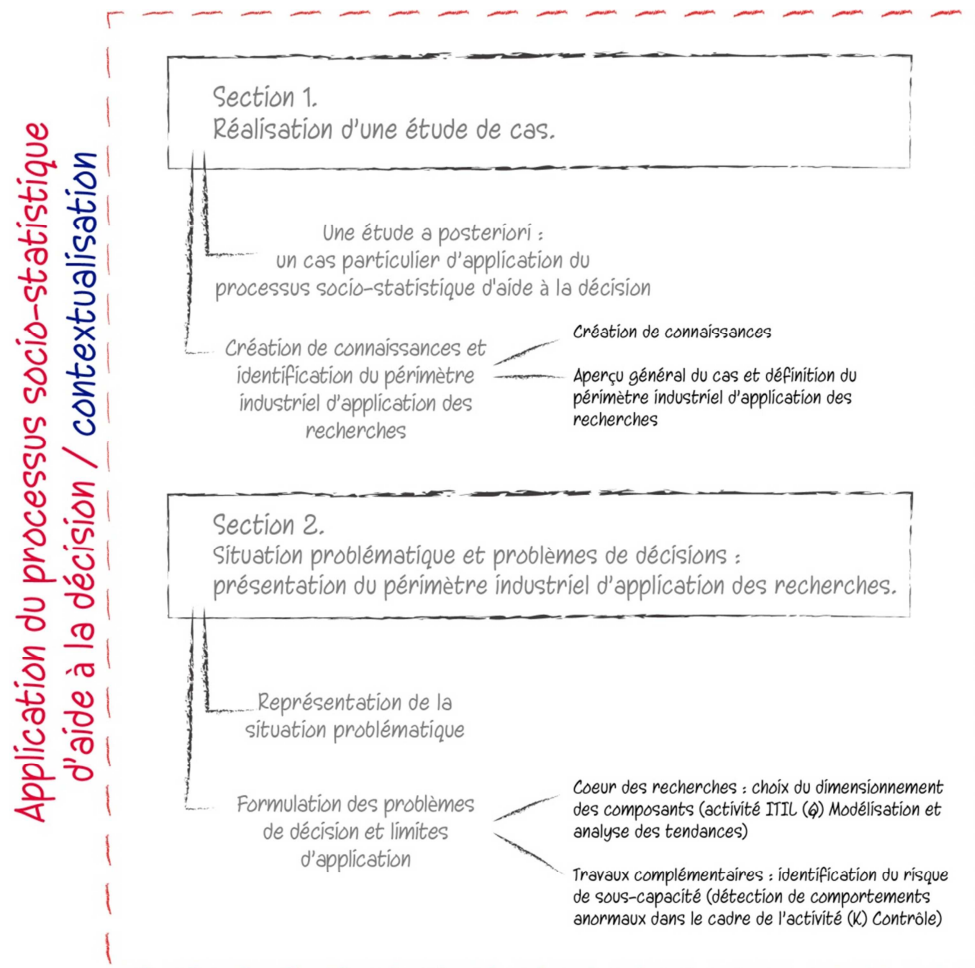 Application du processus socio-statistique
d'aide à la décision / contextualisation
Section 1.
Réalisation d'une étude de cas.
Une étude a posteriori :
un cas particulier d'application du
processus socio-statistique d'aide à la décision
Création de connaissances et
identification du périmètre
industriel d'application des
recherches
Création de connaissances
Aperçu général du cas et définition du
périmètre industriel d'application des
recherches
Section 2.
Situation problématique et problèmes de décisions :
présentation du périmètre industriel d'application des recherches.
Représentation de la
situation problématique
Formulation des problèmes
de décision et limites
d'application
Coeur des recherches : choix du dimensionnement
des composants (activité ITIL (Q) Modélisation et
analyse des tendances)
Travaux complémentaires : identification du risque
de sous-capacité (détection de comportements
anormaux dans le cadre de l'activité (K) Contrôle)